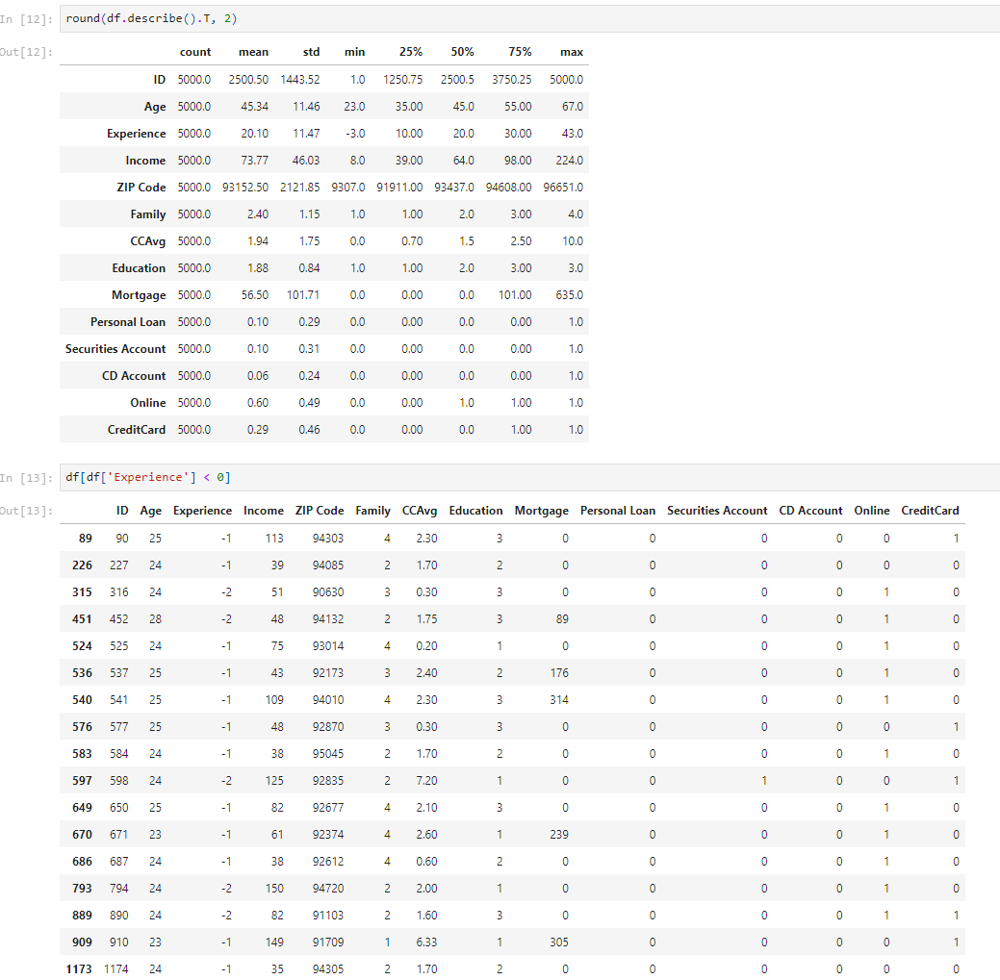 In [12]: round(df.describe().T, 2)
Out[12]:
count mean std min 25% 50% 75% max
ID 5000.0 2500.50 1443.52 1.0 1250.75 2500.5 3750.25 5000.0
Age 5000.0 45.34 11.46 23.0 35.00 45.0 55.00 67.0
Experience 5000.0 20.10 11.47 -3.0 10.00 20.0 30.00 43.0
Income 5000.0 73.77 46.03 8.0 39.00 64.0 98.00 224.0
ZIP Code 5000.0 93152.50 2121.85 9307.0 91911.00 93437.0 94608.00 96651.0
Family 5000.0 2.40 1.15 1.0 1.00 2.0 3.00 4.0
CCAvg 5000.0 1.94 1.75 0.0 0.70 1.5 2.50 10.0
Education 5000.0 1.88 0.84 1.0 1.00 2.0 3.00 3.0
Mortgage 5000.0 56.50 101.71 0.0 0.00 0.0 101.00 635.0
Personal Loan 5000.0 0.10 0.29 0.0 0.00 0.0 0.00 1.0
Securities Account 5000.0 0.10 0.31 0.0 0.00 0.0 0.00 1.0
CD Account 5000.0 0.06 0.24 0.0 0.00 0.0 0.00 1.0
Online 5000.0 0.60 0.49 0.0 0.00 1.0 1.00 1.0
CreditCard 5000.0 0.29 0.46 0.0 0.00 0.0 1.00 1.0
In [13]: df[df['Experience'] < 0]
Out[13]:
ID Age Experience Income ZIP Code Family CCAvg Education Mortgage Personal Loan Securities Account CD Account Online CreditCard
89 90 25 -1 113 94303 4 2.30 3 0 0 0 0 0 1
226 227 24 -1 39 94085 2 1.70 2 0 0 0 0 0 0
315 316 24 -2 51 90630 3 0.30 3 0 0 0 0 1 0
451 452 28 -2 48 94132 2 1.75 3 89 0 0 0 1 0
524 525 24 -1 75 93014 4 0.20 1 0 0 0 0 1 0
536 537 25 -1 43 92173 3 2.40 2 176 0 0 0 1 0
540 541 25 -1 109 94010 4 2.30 3 314 0 0 0 1 0
576 577 25 -1 48 92870 3 0.30 3 0 0 0 0 0 1
583 584 24 -1 38 95045 2 1.70 2 0 0 0 0 1 0
597 598 24 -2 125 92835 2 7.20 1 0 0 1 0 0 1
649 650 25 -1 82 92677 4 2.10 3 0 0 0 0 1 0
670 671 23 -1 61 92374 4 2.60 1 239 0 0 0 1 0
686 687 24 -1 38 92612 4 0.60 2 0 0 0 0 1 0
793 794 24 -2 150 94720 2 2.00 1 0 0 0 0 1 0
889 890 24 -2 82 91103 2 1.60 3 0 0 0 0 1 1
909 910 23 -1 149 91709 1 6.33 1 305 0 0 0 0 1
1173 1174 24 -1 35 94305 2 1.70 2 0 0 0 0 0 0